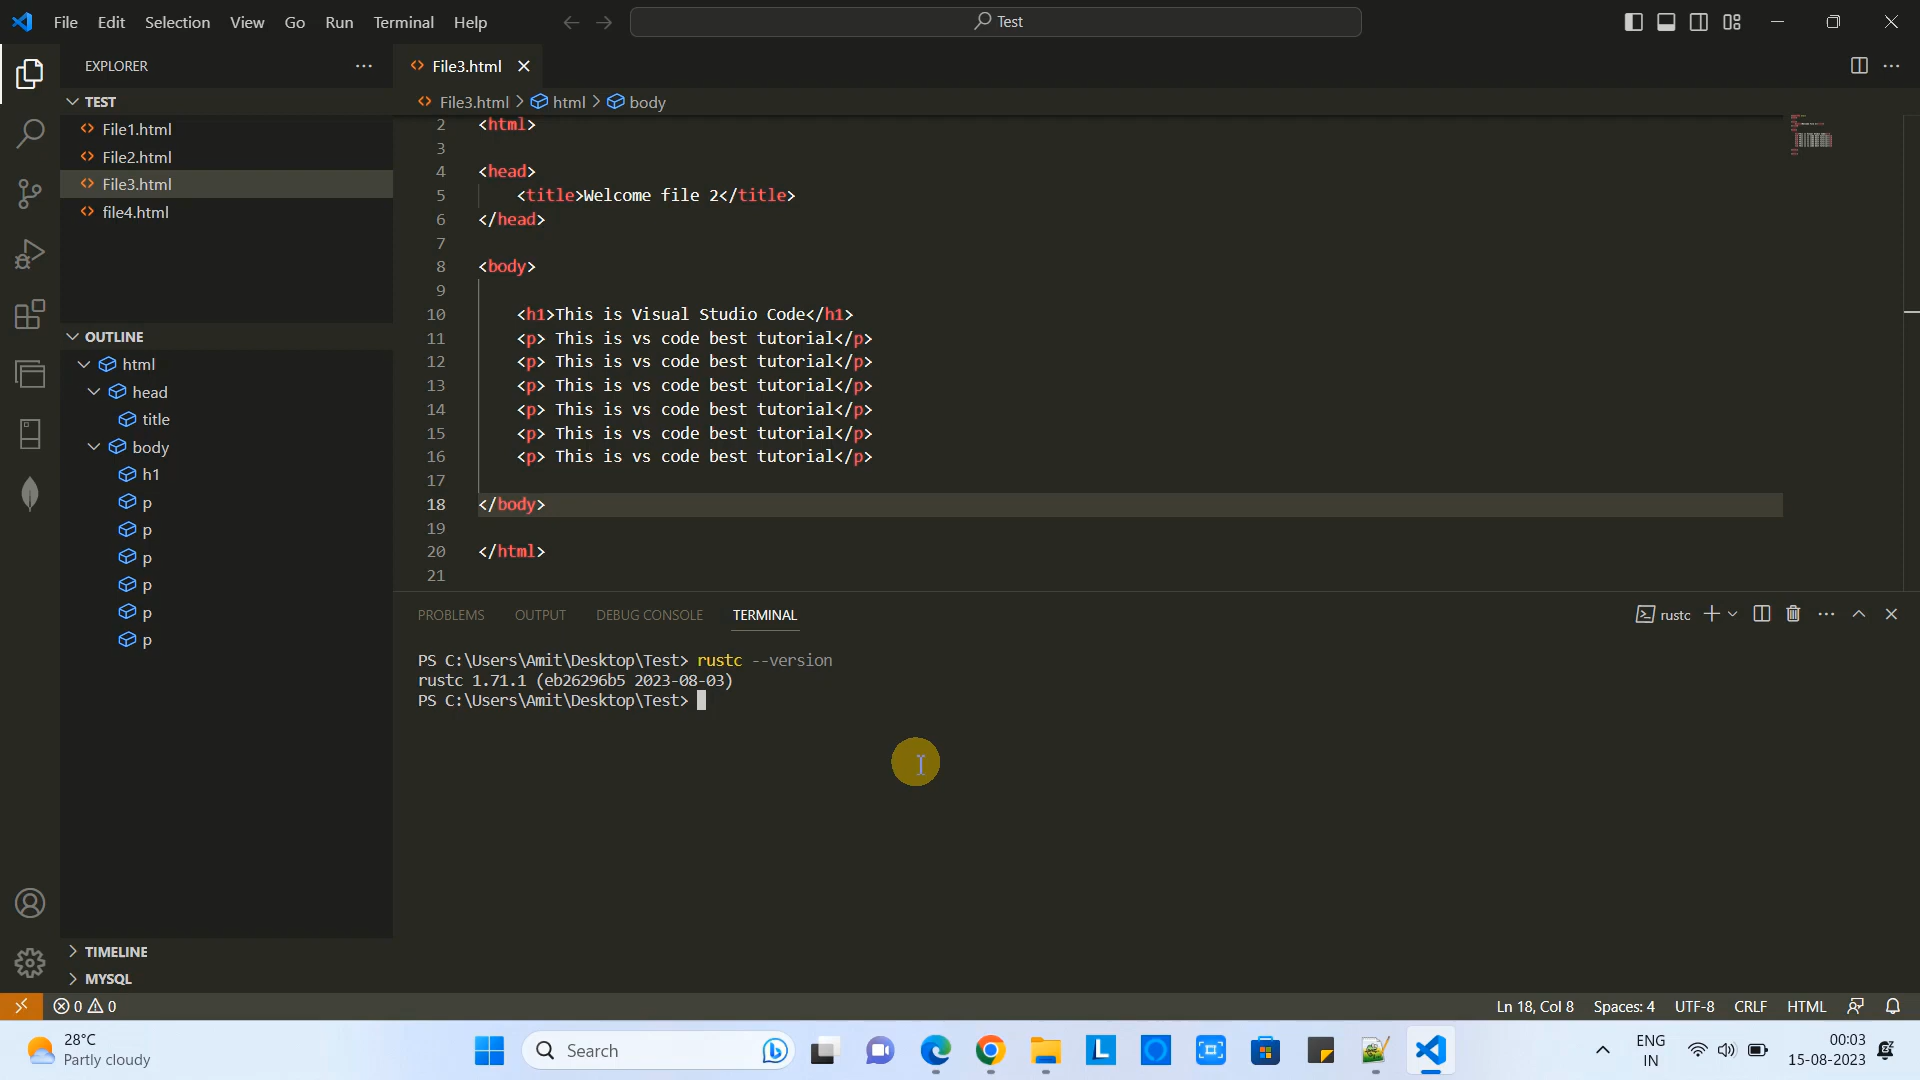 File Edit Selection View Go Run Terminal Help
Test
EXPLORER
TEST
File1.html
File2.html
File3.html
file4.html
OUTLINE
html
head
title
body
h1
p
p
p
p
p
p
TIMELINE
MYSQL
File3.html
File3.html > html > body
2 <html>
3
4 <head>
5 <title>Welcome file 2</title>
6 </head>
7
8 <body>
9
10 <h1>This is Visual Studio Code</h1>
11 <p> This is vs code best tutorial</p>
12 <p> This is vs code best tutorial</p>
13 <p> This is vs code best tutorial</p>
14 <p> This is vs code best tutorial</p>
15 <p> This is vs code best tutorial</p>
16 <p> This is vs code best tutorial</p>
17
18 </body>
19
20 </html>
21
PROBLEMS OUTPUT DEBUG CONSOLE TERMINAL
rustc
PS C:\Users\Amit\Desktop\Test> rustc --version
rustc 1.71.1 (eb26296b5 2023-08-03)
PS C:\Users\Amit\Desktop\Test>
0 0
Ln 18, Col 8 Spaces: 4 UTF-8 CRLF HTML
28°C
Partly cloudy
Search
L
ENG
IN
00:03
15-08-2023